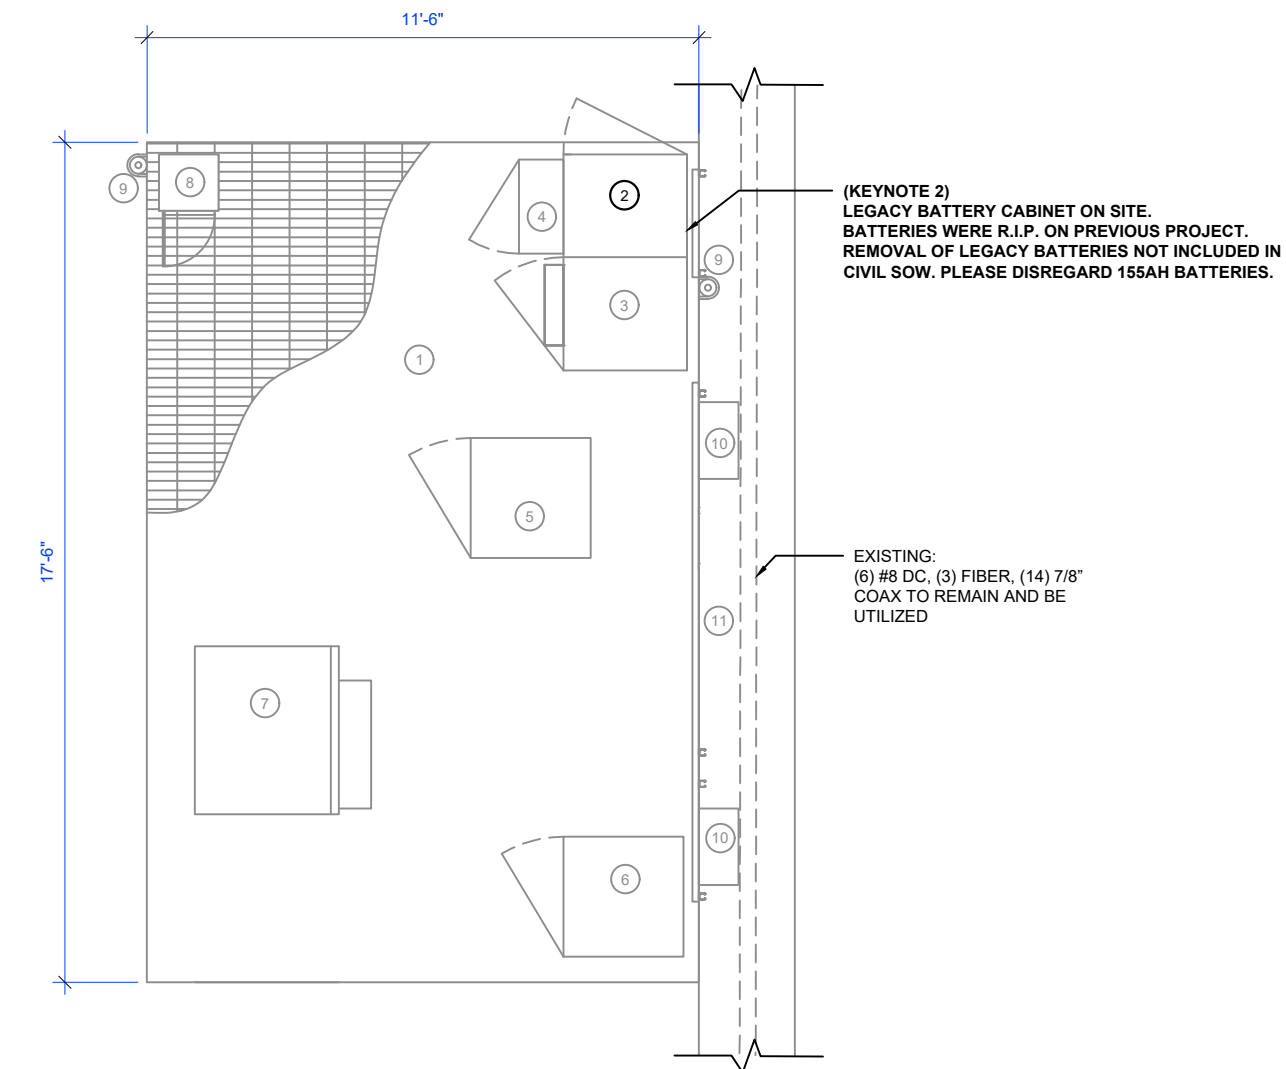 11'-6"
17'-6"
9
8
4
2
(KEYNOTE 2)
LEGACY BATTERY CABINET ON SITE.
BATTERIES WERE R.I.P. ON PREVIOUS PROJECT.
REMOVAL OF LEGACY BATTERIES NOT INCLUDED IN
CIVIL SOW. PLEASE DISREGARD 155AH BATTERIES.
9
3
1
10
5
EXISTING:
(6) #8 DC, (3) FIBER, (14) 7/8”
COAX TO REMAIN AND BE
UTILIZED
11
7
10
6